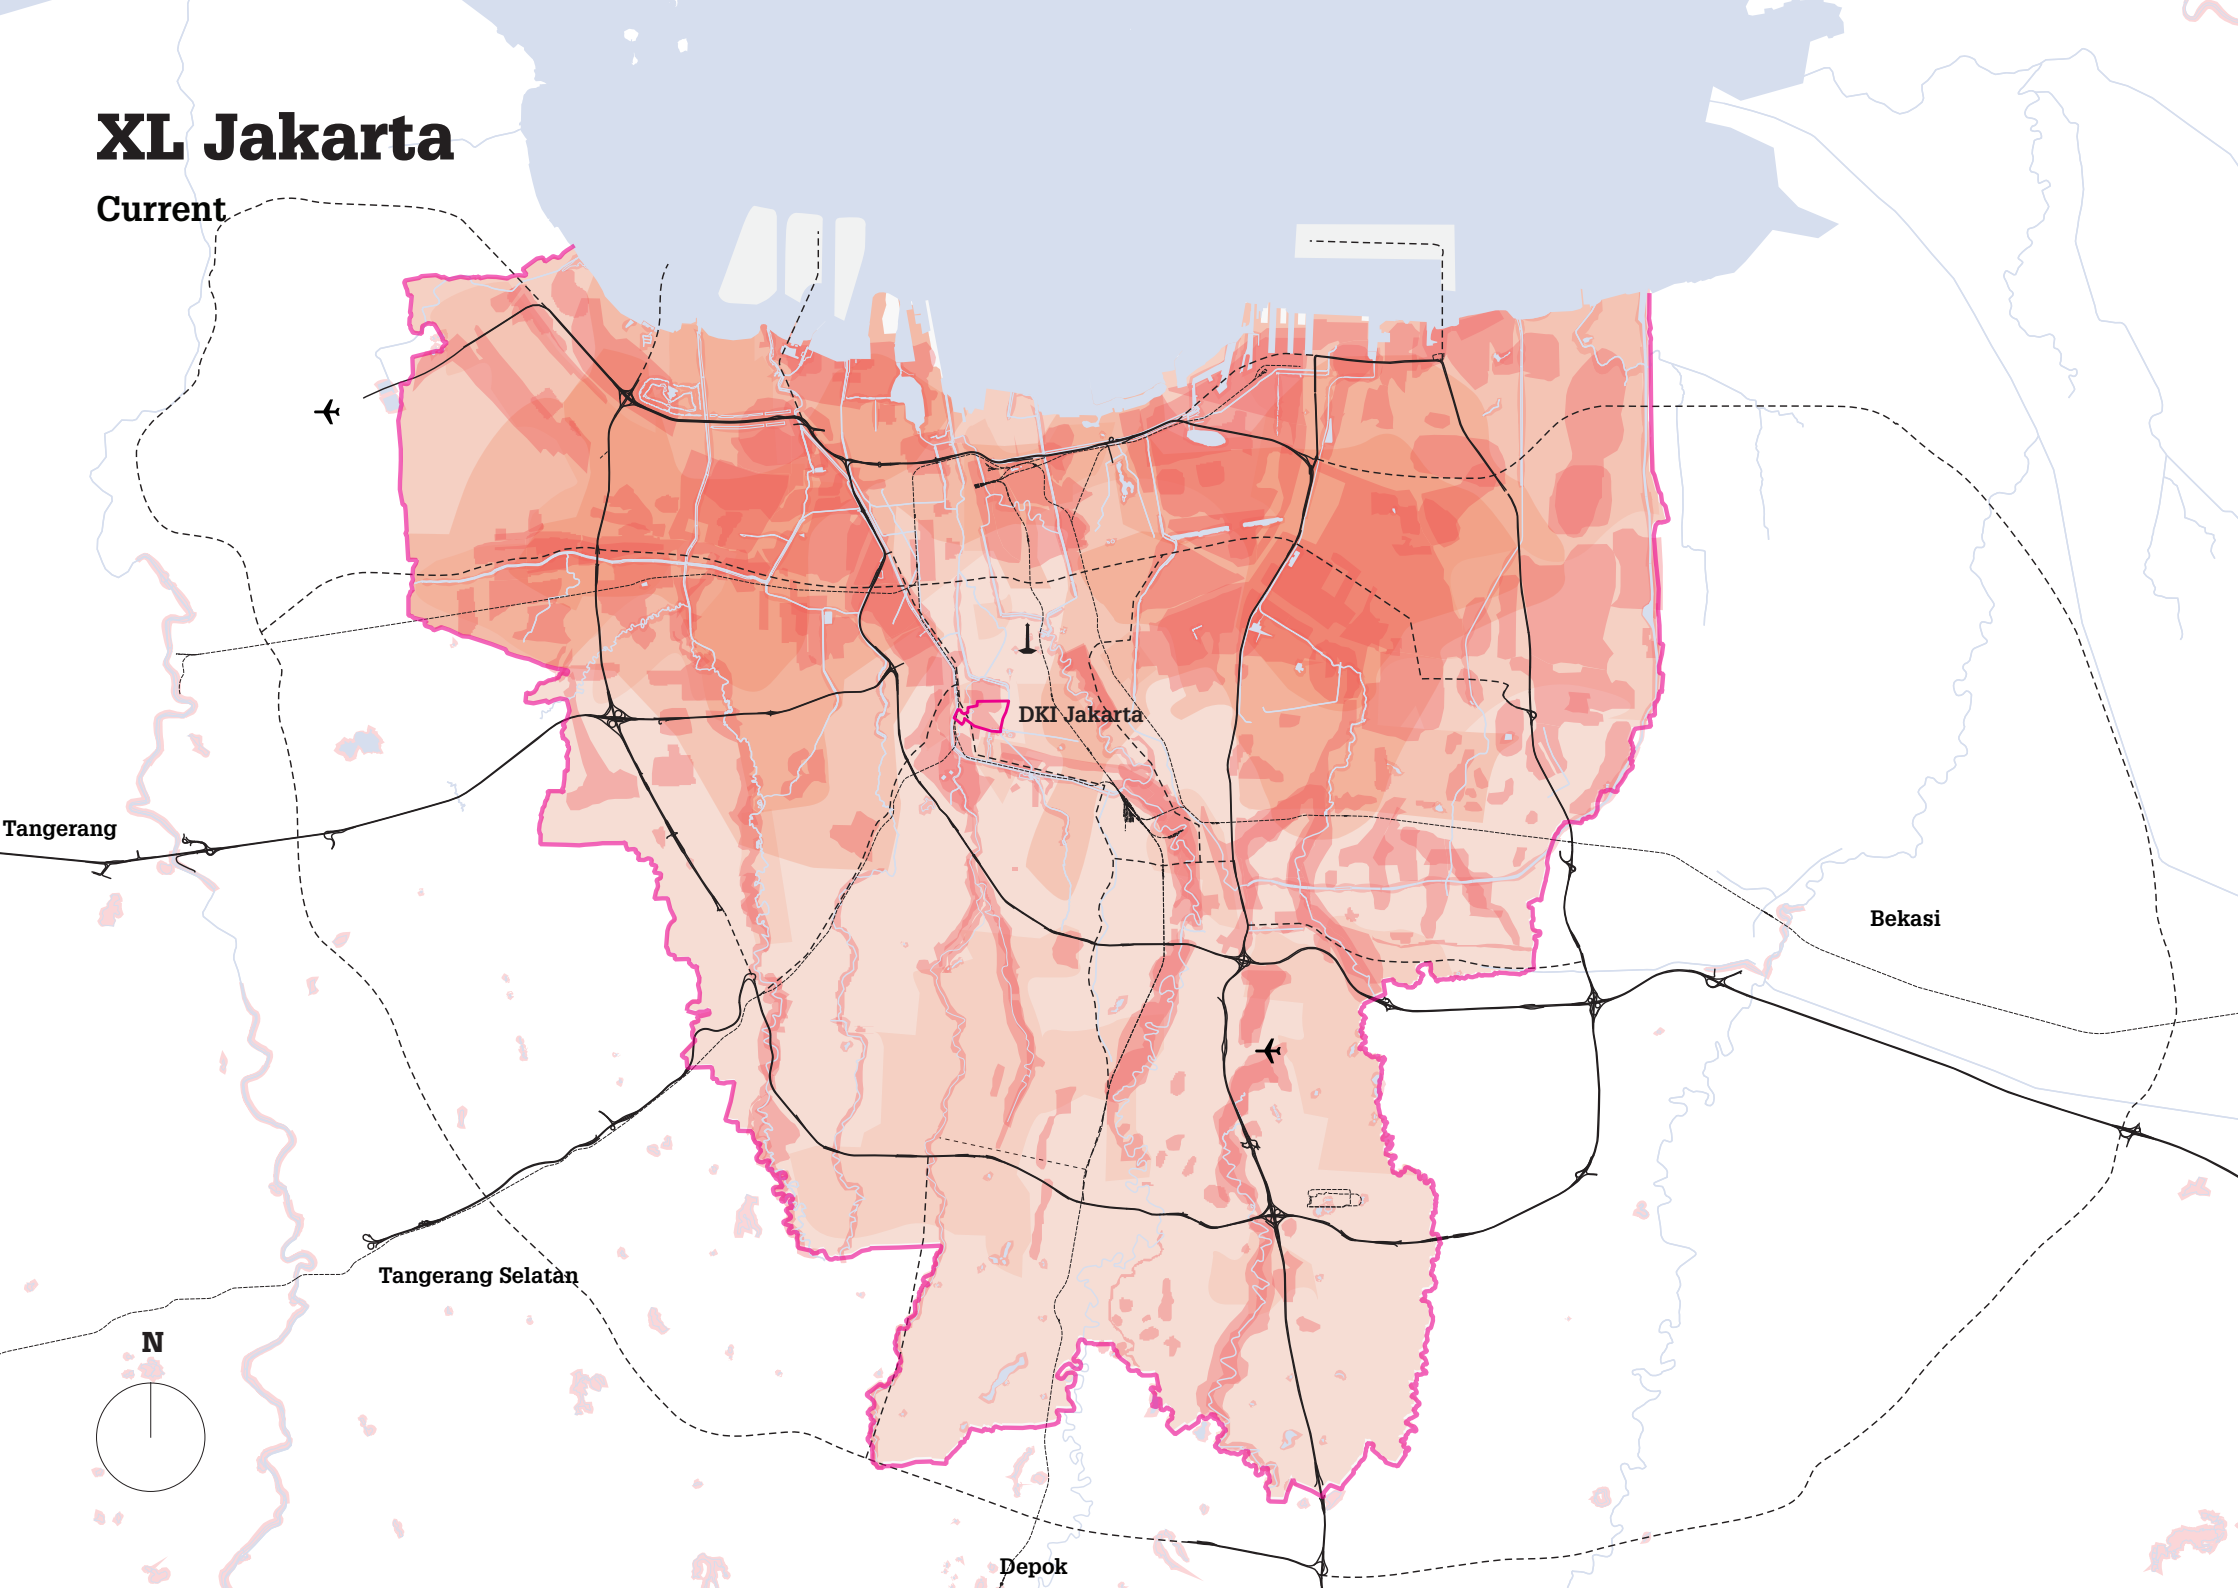 XL Jakarta
Current
DKI Jakarta
Tangerang
Bekasi
Tangerang Selatan
N
Depok